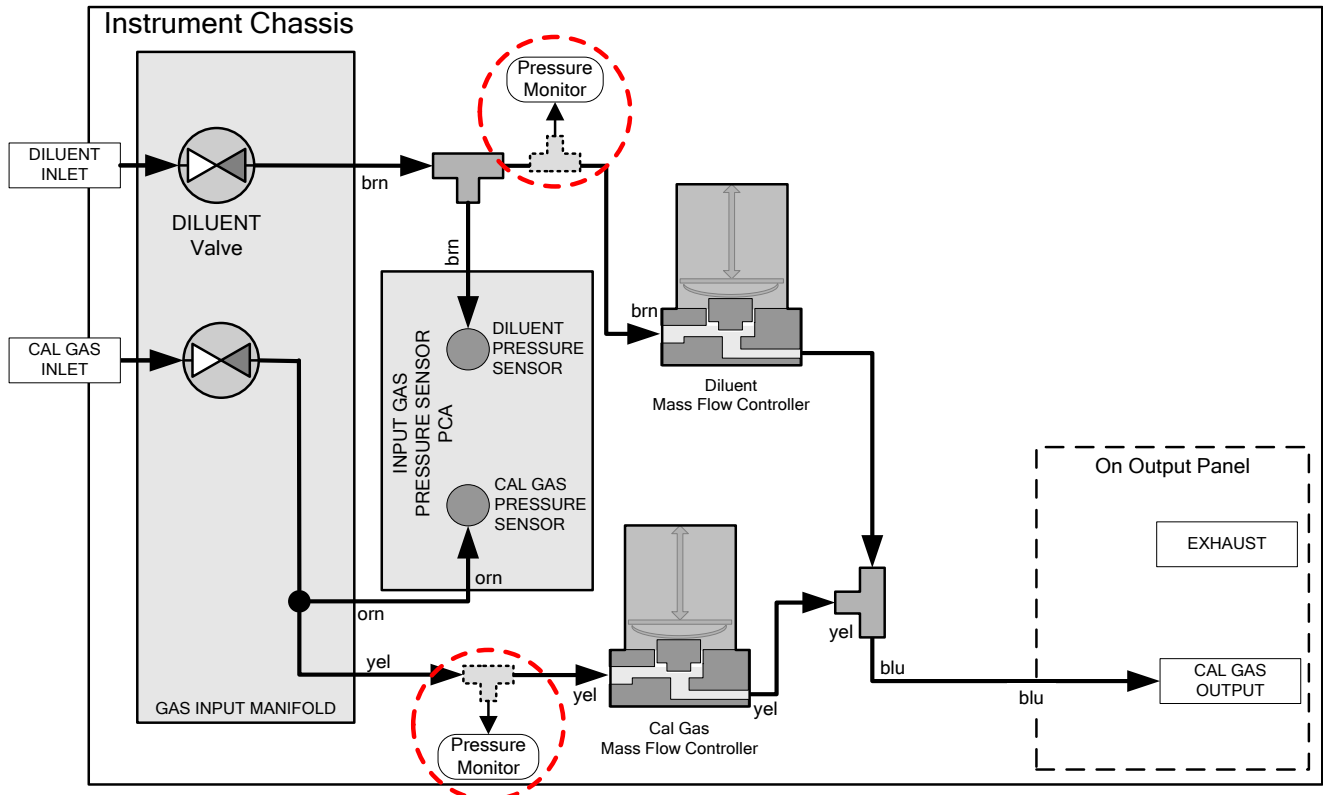 Instrument Chassis
Pressure
Monitor
DILUENT
INLET
brn
DILUENT
Valve
brn
brn
CAL GAS
INLET
INPUT GAS
PRESSURE SENSOR
PCA
DILUENT
PRESSURE
SENSOR
Diluent
Mass Flow Controller
CAL GAS
PRESSURE
SENSOR
On Output Panel
EXHAUST
orn
orn
yel
yel
yel
yel
blu
blu
CAL GAS
OUTPUT
GAS INPUT MANIFOLD
Pressure
Monitor
Cal Gas
Mass Flow Controller